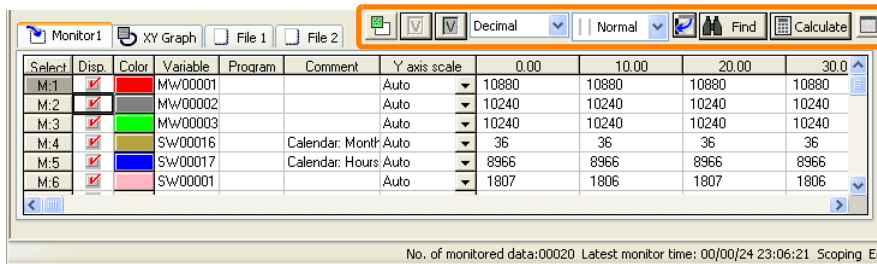 Monitor1 XY Graph File 1 File 2 V V Decimal Normal Find Calculate
Select Disp. Color Variable Program Comment Y axis scale 0.00 10.00 20.00 30.0
M:1 MW00001 Auto 10880 10880 10880 10880
M:2 MW00002 Auto 10240 10240 10240 10240
M:3 MW00003 Auto 10240 10240 10240 10240
M:4 SW00016 Calendar: Month Auto 36 36 36 36
M:5 SW00017 Calendar: Hours Auto 8966 8966 8966 8966
M:6 SW00001 Auto 1807 1806 1807 1806
No. of monitored data:00020 Latest monitor time: 00/00/24 23:06:21 Scoping E